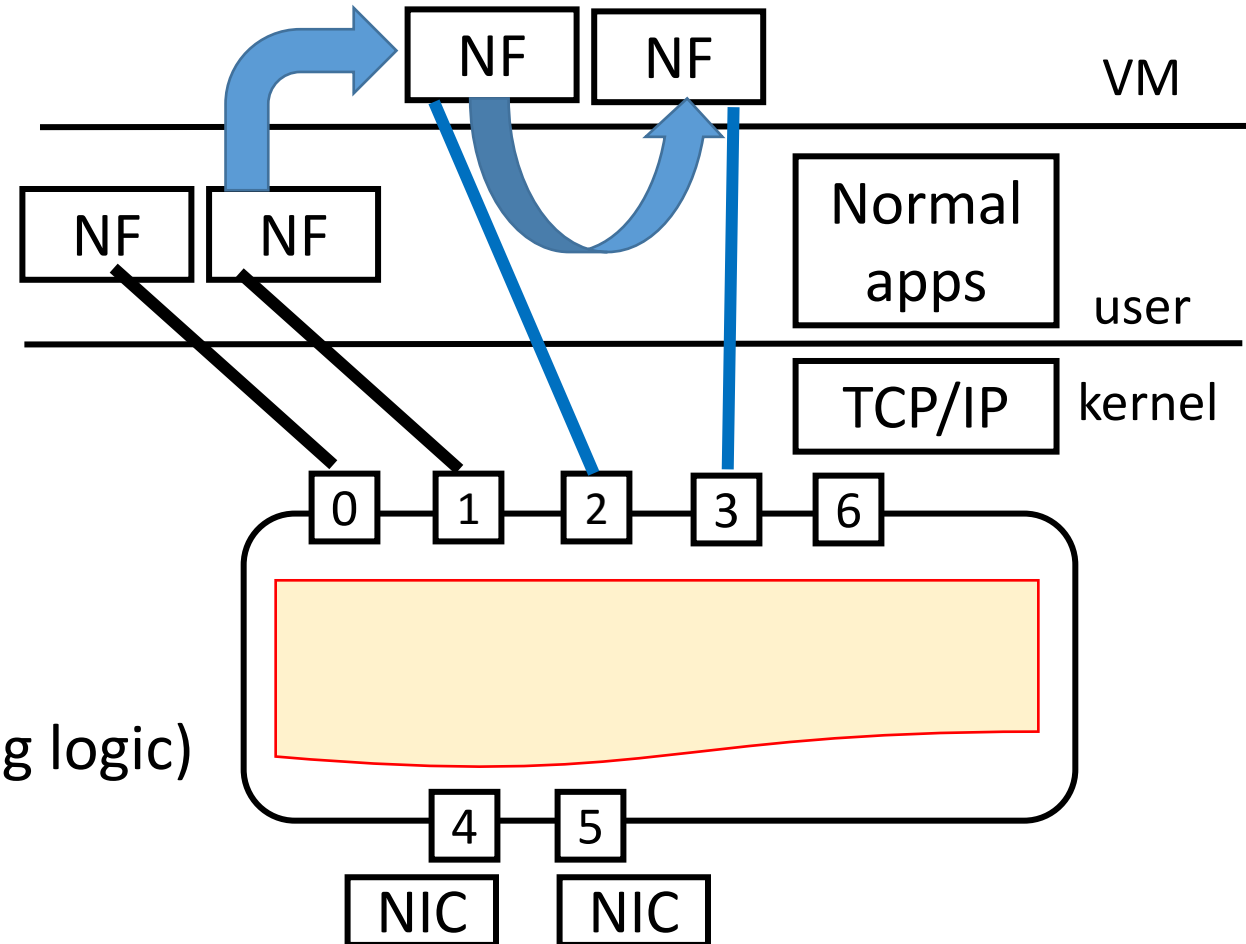 NF NF
VM
NF NF
Normal
apps
user
TCP/IP
kernel
0 1 2 3 6
g logic)
4 5
NIC NIC